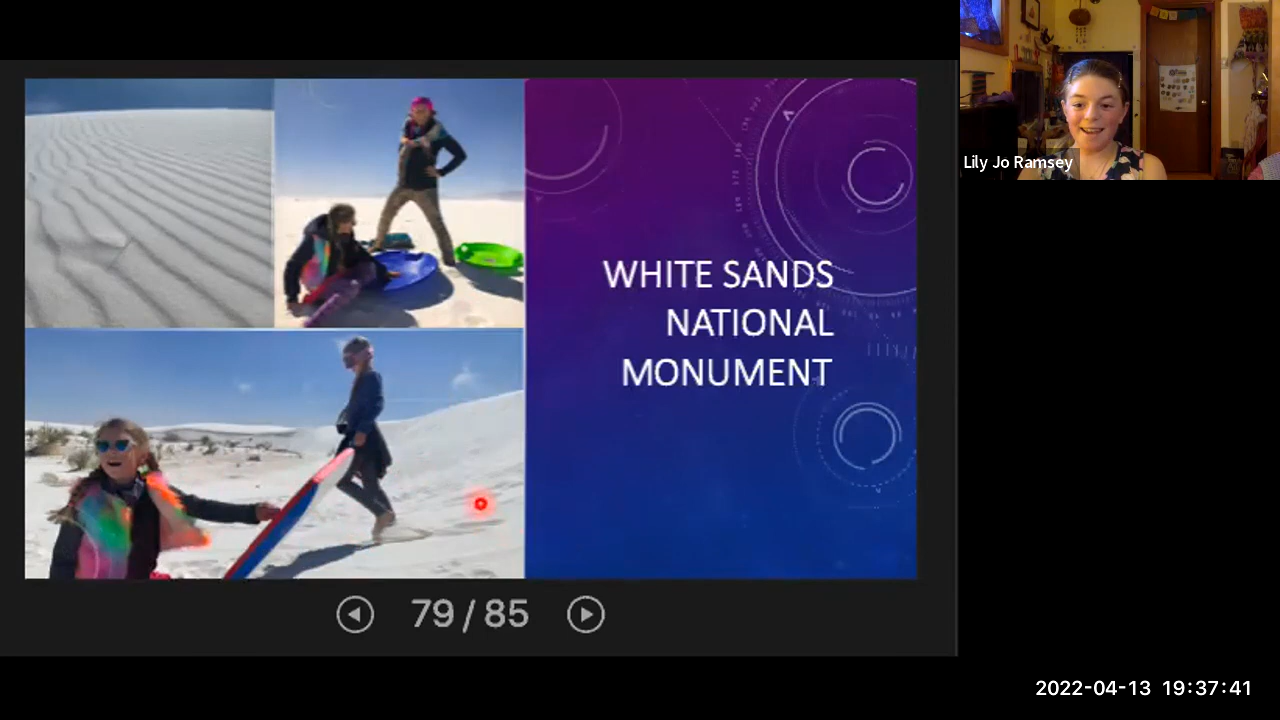 Lily Jo Ramsey
WHITE SANDS
NATIONAL
MONUMENT
79 / 85
2022-04-13 19:37:41